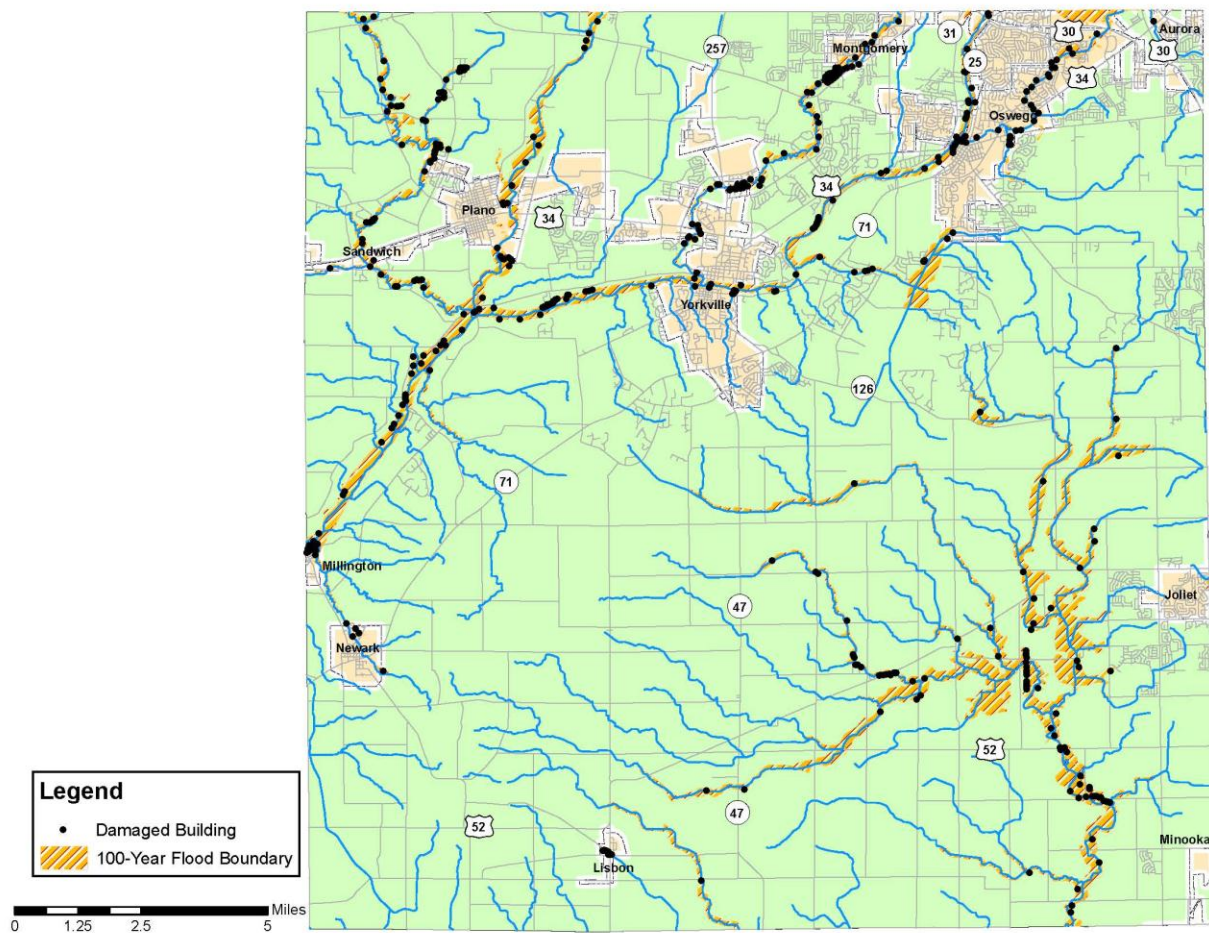 257
Montgomery
31
30
Aurora
30
25
34
Oswego
34
Plano
34
71
Sandwich
Yorkville
126
71
Millington
47
Joliet
Newark
52
Legend
Damaged Building
100-Year Flood Boundary
47
52
Minooka
Lisbon
0 1.25 2.5 5 Miles